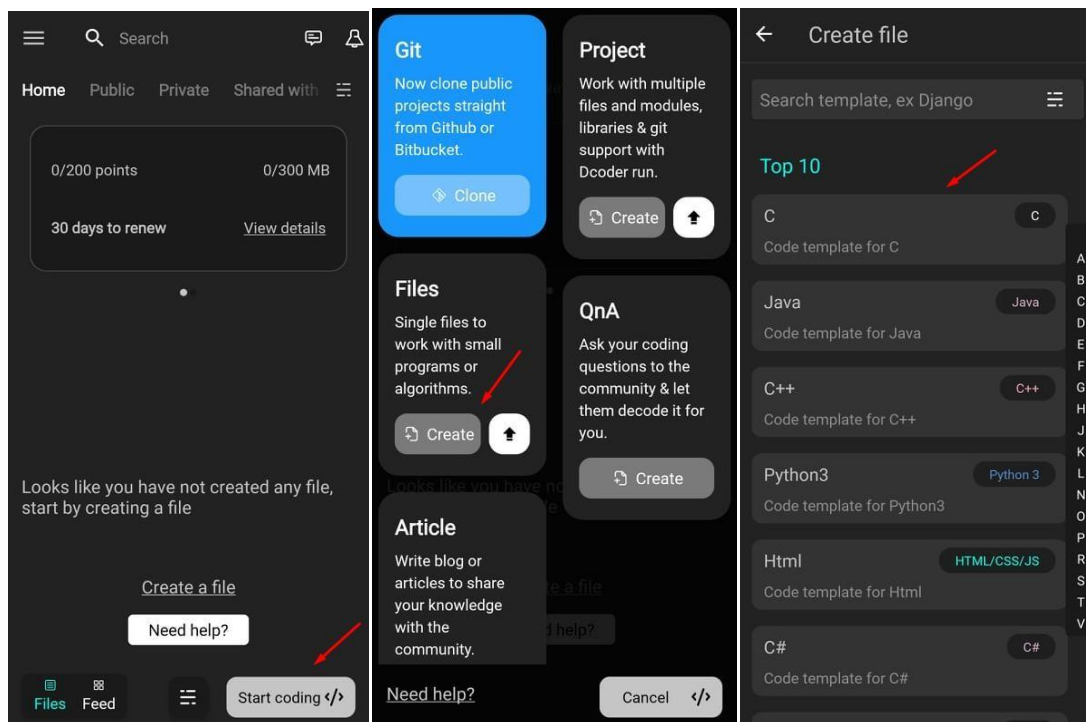 Search
Home Public Private Shared with
0/200 points 0/300 MB
30 days to renew View details
Looks like you have not created any file,
start by creating a file
Create a file
Need help?
Files Feed
Start coding </>
Git
Now clone public
projects straight
from Github or
Bitbucket.
Clone
Files
Single files to
work with small
programs or
algorithms.
Create
Article
Write blog or
articles to share
your knowledge
with the
community.
Project
Work with multiple
files and modules,
libraries & git
support with
Dcoder run.
Create
QnA
Ask your coding
questions to the
community & let
them decode it for
you.
Create
Need help?
Cancel </>
Create file
Search template, ex Django
Top 10
C C
Code template for C
Java Java
Code template for Java
C++ C++
Code template for C++
Python3 Python 3
Code template for Python3
Html HTML/CSS/JS
Code template for Html
C# C#
Code template for C#
A
B
C
D
E
F
G
H
J
K
L
N
O
P
R
S
T
V